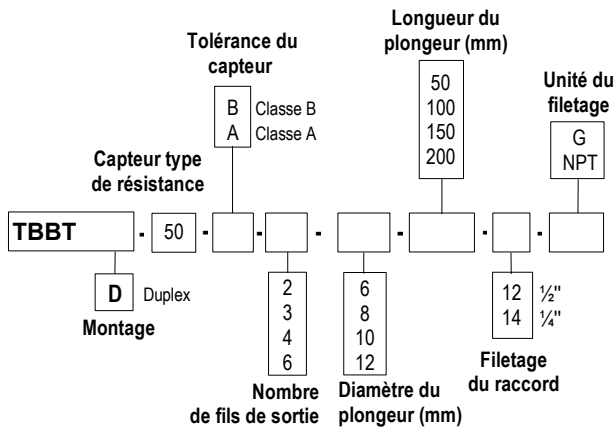 Longueur du
plongeur (mm)
Tolérance du
capteur
50
100
150
200
Unité du
filetage
B Classe B
A Classe A
G
NPT
Capteur type
de résistance
TBBT - 50 - - - - - -
D Duplex
Montage
2
3
4
6
6
8
10
12
12 ½"
14 ¼"
Filetage
du raccord
Nombre
de fils de sortie
Diamètre du
plongeur (mm)